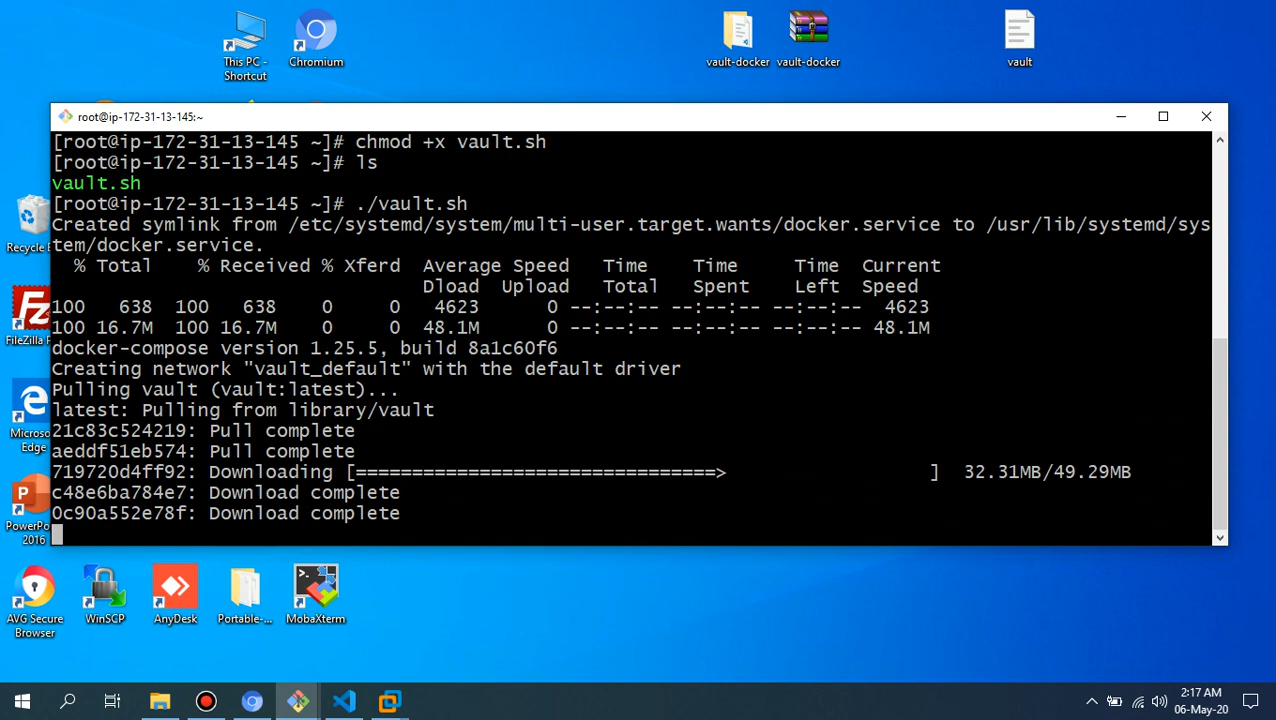 This PC -
Shortcut
Chromium
vault-docker
vault-docker
vault
root@ip-172-31-13-145:~
[root@ip-172-31-13-145 ~]# chmod +x vault.sh
[root@ip-172-31-13-145 ~]# ls
vault.sh
[root@ip-172-31-13-145 ~]# ./vault.sh
Created symlink from /etc/systemd/system/multi-user.target.wants/docker.service to /usr/lib/systemd/sys
tem/docker.service.
% Total % Received % Xferd Average Speed Time Time Time Current
Dload Upload Total Spent Left Speed
100 638 100 638 0 0 4623 0 --:--:-- --:--:-- --:--:-- 4623
100 16.7M 100 16.7M 0 0 48.1M 0 --:--:-- --:--:-- --:--:-- 48.1M
docker-compose version 1.25.5, build 8a1c60f6
Creating network "vault_default" with the default driver
Pulling vault (vault:latest)...
latest: Pulling from library/vault
21c83c524219: Pull complete
aeddf51eb574: Pull complete
719720d4ff92: Downloading [================================> ] 32.31MB/49.29MB
c48e6ba784e7: Download complete
0c90a552e78f: Download complete
Recycle
FileZilla
Edge
2016
AVG Secure
Browser
WinSCP
AnyDesk
Portable-...
MobaXterm
2:17 AM
06-May-20